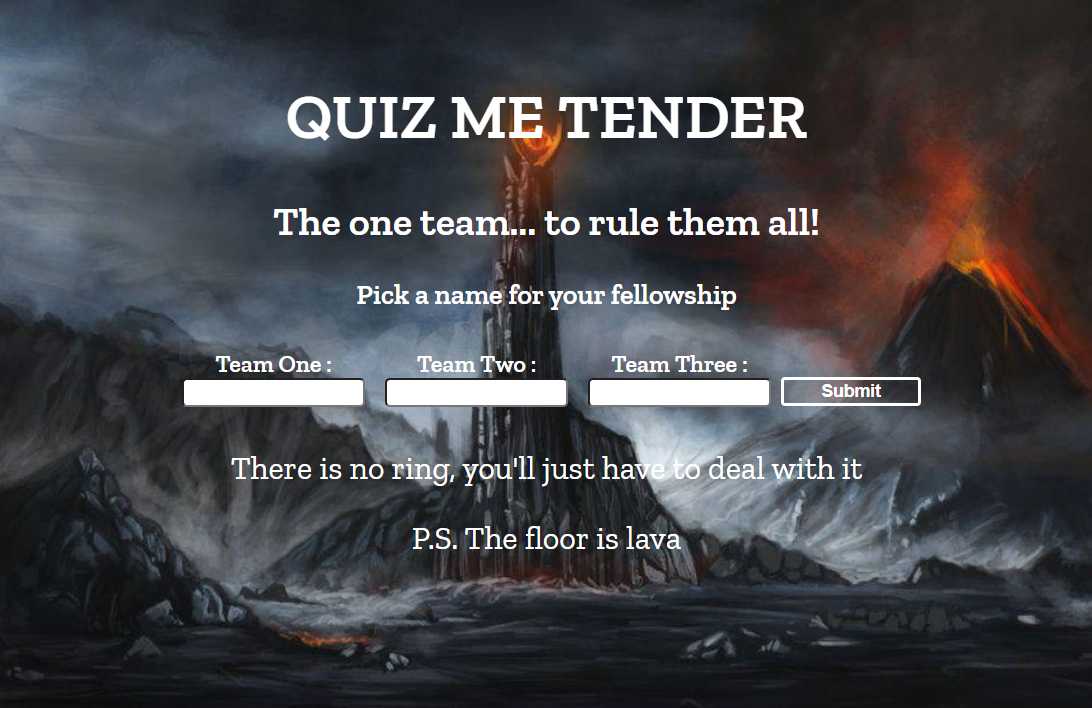 QUIZ ME TENDER
The one team... to rule them all!
Pick a name for your fellowship
Team One : Team Two : Team Three :
Submit
There is no ring, you'll just have to deal with it
P.S. The floor is lava